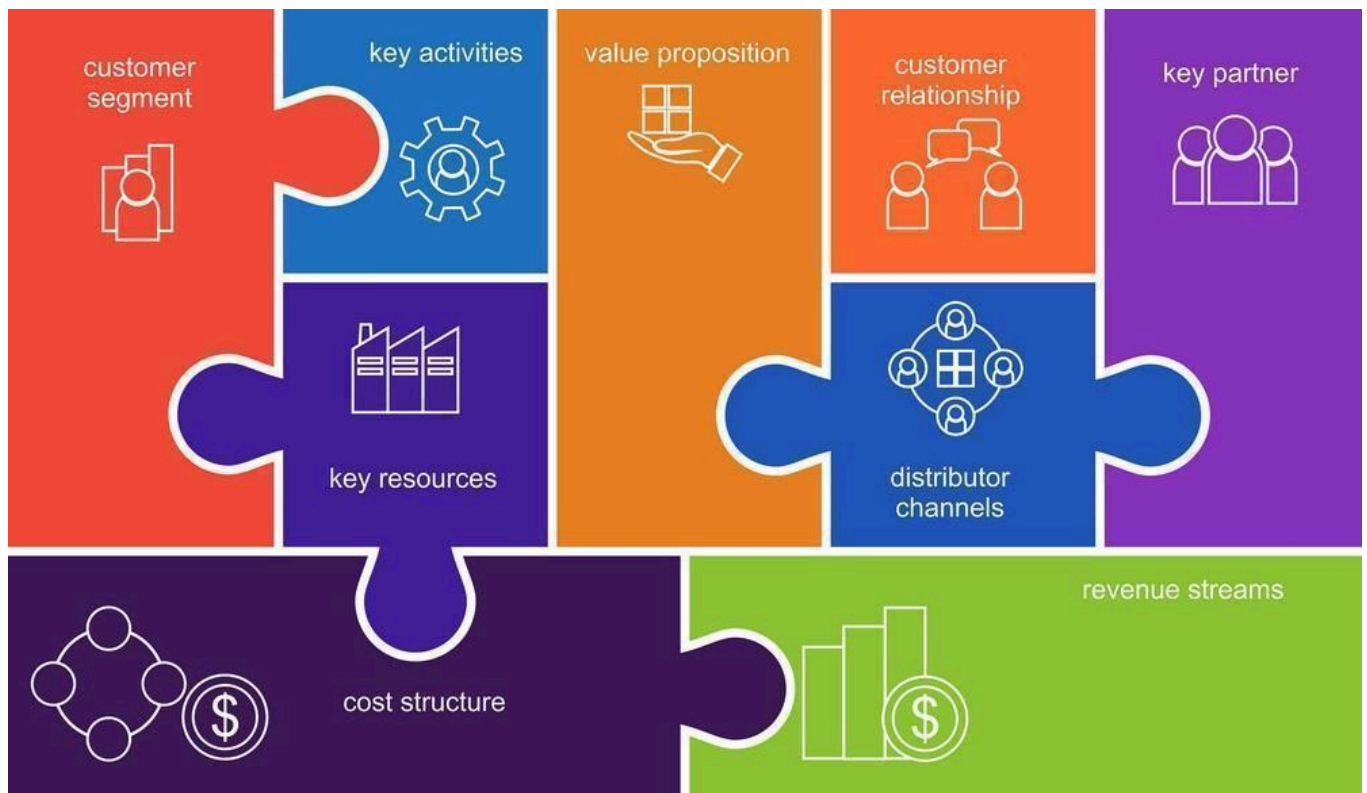 customer
segment
key activities
value proposition
customer
relationship
key partner
key resources
distributor
channels
cost structure
$
revenue streams
$